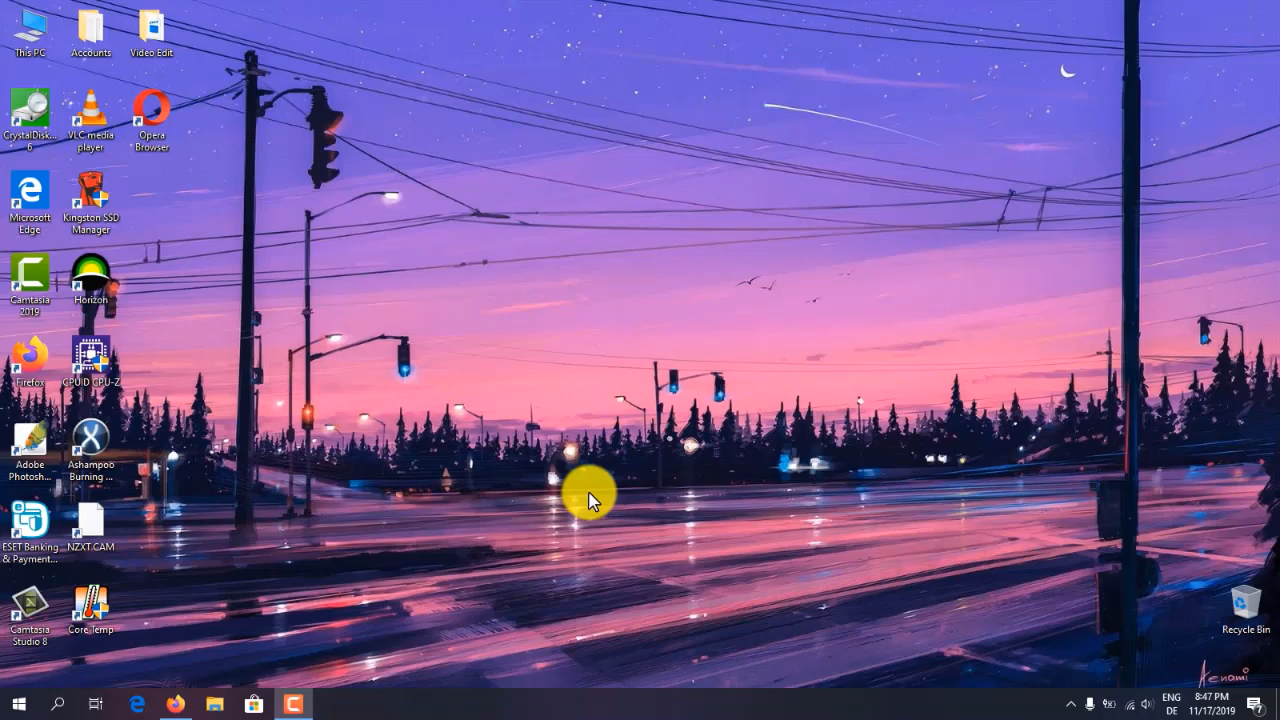 This PC
Accounts
Video Edit
CrystalDisk...
6
VLC media
player
Opera
Browser
Microsoft
Edge
Kingston SSD
Manager
Camtasia
2019
Horizon
Firefox
CPUID CPU-Z
Adobe
Photosh...
Ashampoo
Burning ...
ESET Banking
& Payment...
NZXT CAM
Camtasia
Studio 8
Core Temp
Recycle Bin
Aenami
ENG
DE
8:47 PM
11/17/2019
7